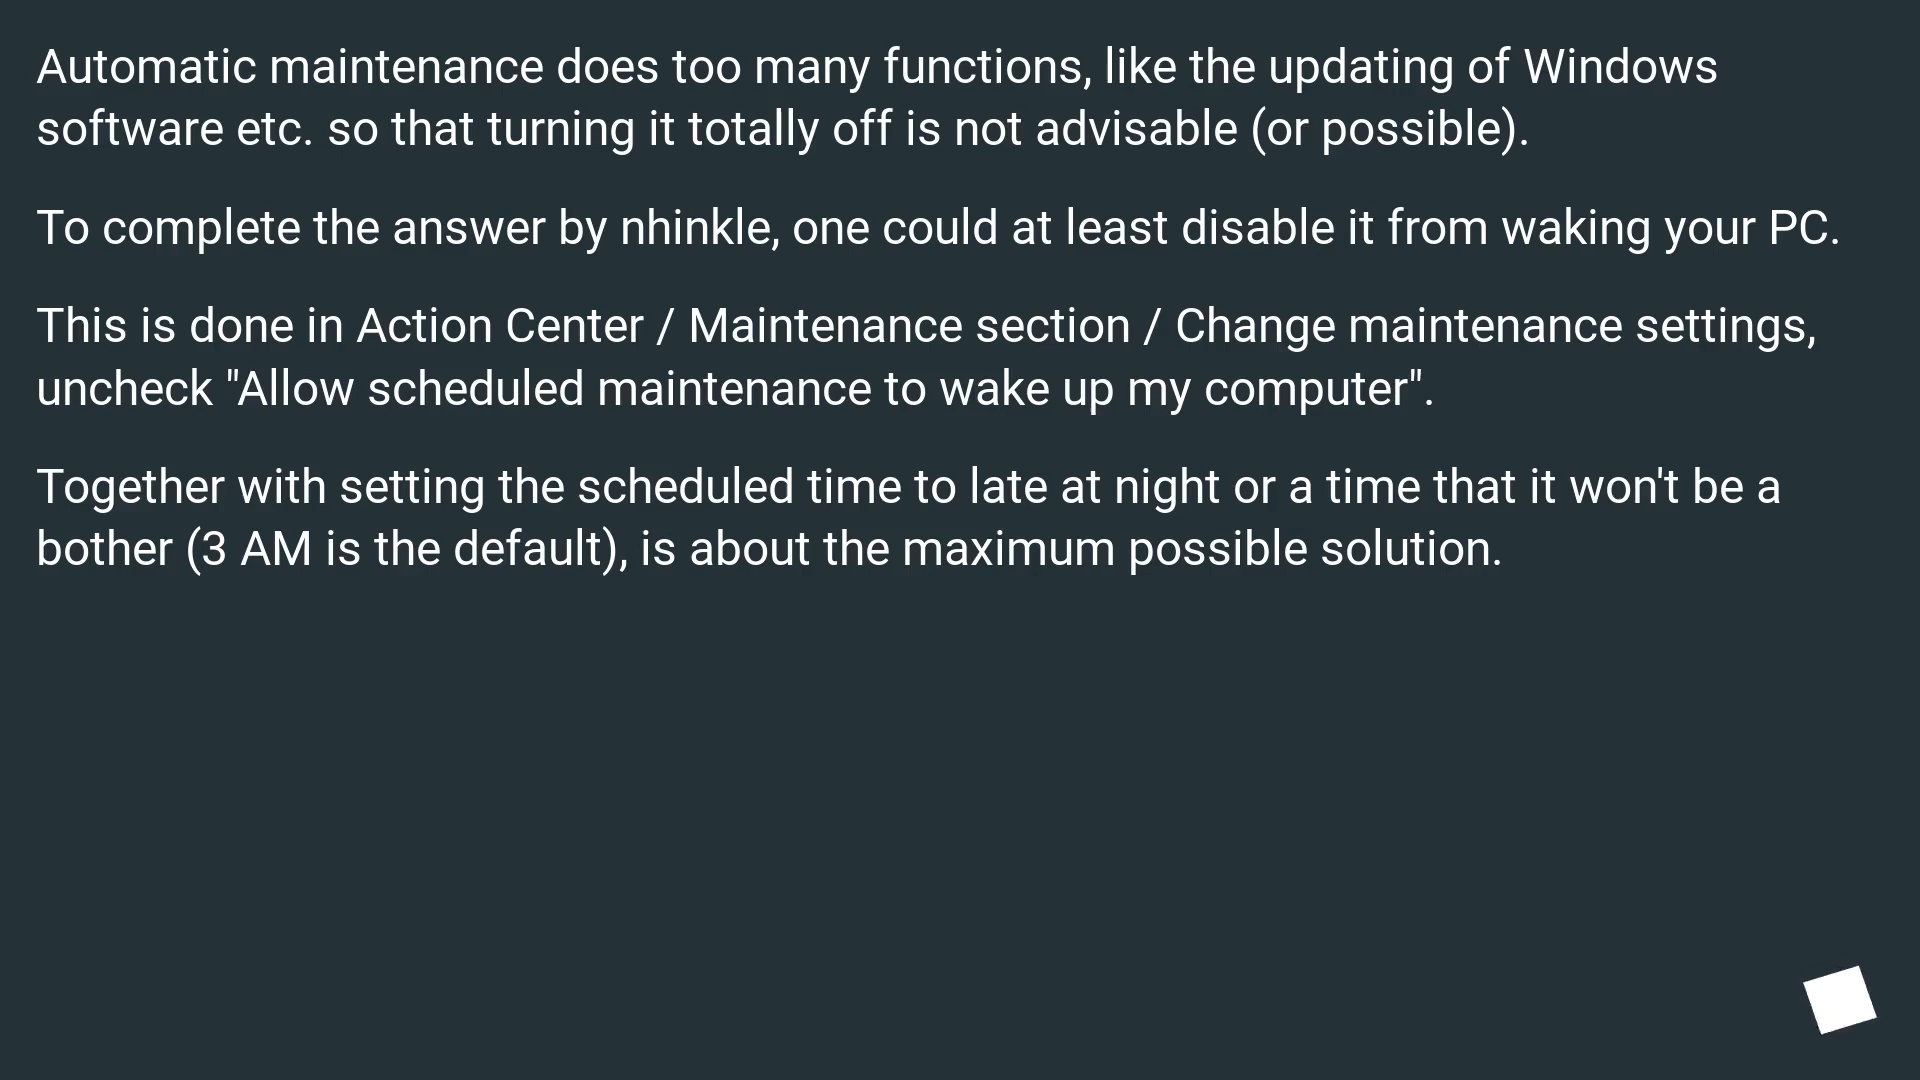 Automatic maintenance does too many functions, like the updating of Windows
software etc. so that turning it totally off is not advisable (or possible).
To complete the answer by nhinkle, one could at least disable it from waking your PC.
This is done in Action Center / Maintenance section / Change maintenance settings,
uncheck "Allow scheduled maintenance to wake up my computer".
Together with setting the scheduled time to late at night or a time that it won't be a
bother (3 AM is the default), is about the maximum possible solution.